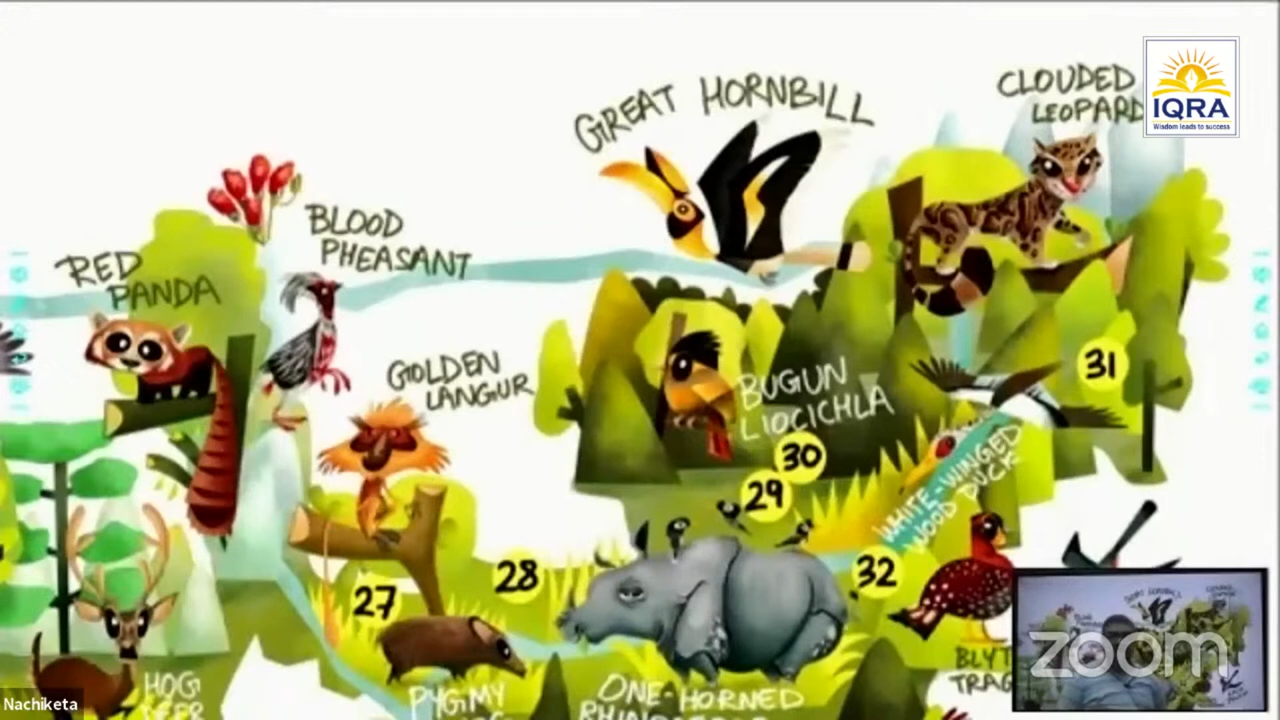 GREAT HORNBILL
CLOUDED
LEOPARD
IQRA
Wisdom leads to success
BLOOD
PHEASANT
RED
PANDA
GOLDEN
LANGUR
BUGUN
LIOCICHLA
31
30
29
WHITE-WINGED
WOOD DUCK
28
32
27
zoom
HOG
PYGMY
ONE-HORNED
Nachiketa